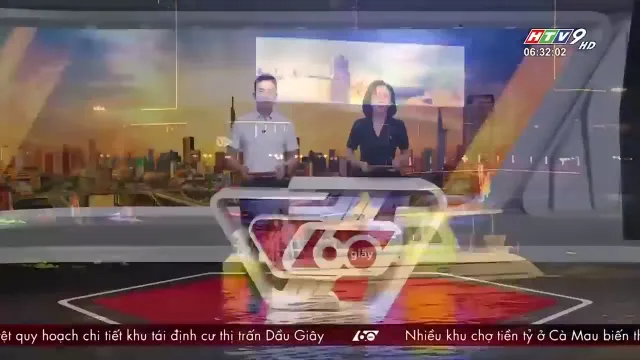 HTV9 HD
06:32:02
60 giây
ệt quy hoạch chi tiết khu tái định cư thị trấn Dầu Giây 60 Nhiều khu chợ tiền tỷ ở Cà Mau biến th